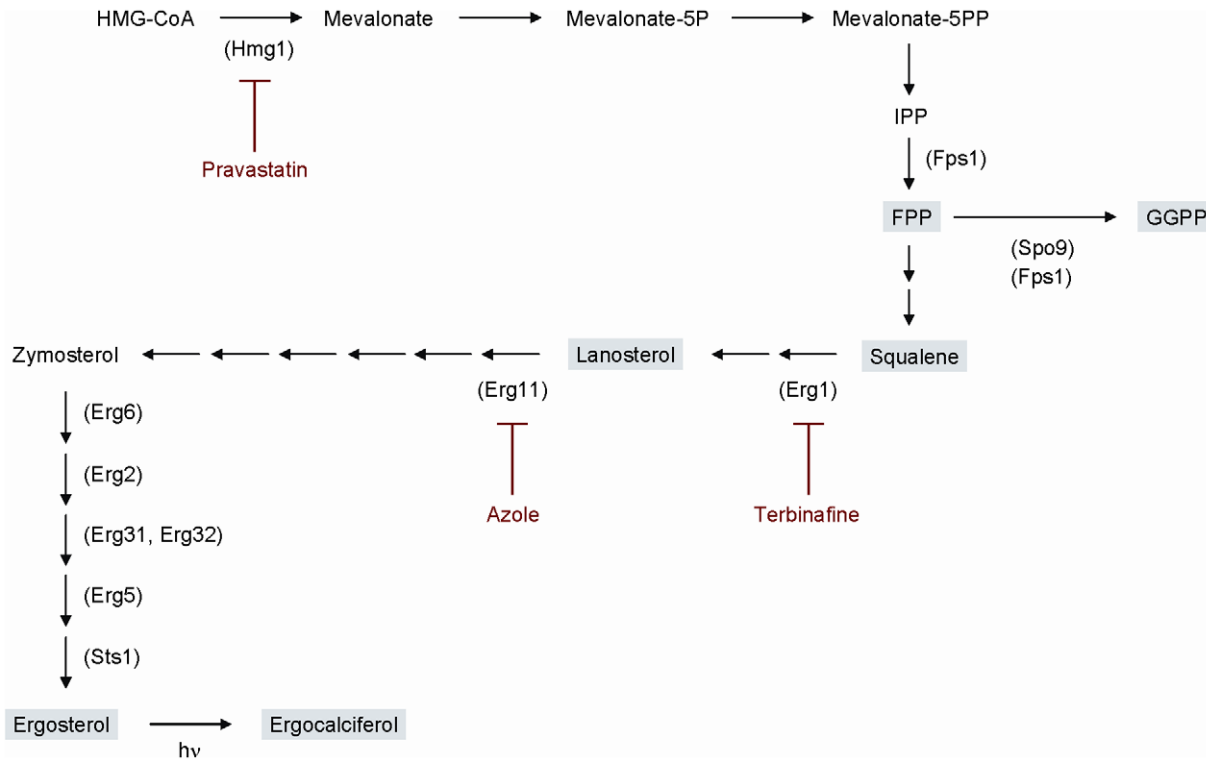 HMG-CoA Mevalonate Mevalonate-5P Mevalonate-5PP
(Hmg1)
Pravastatin
IPP
(Fps1)
FPP GGPP
(Spo9)
(Fps1)
Zymosterol Lanosterol Squalene
(Erg11) (Erg1)
(Erg6)
(Erg2)
Azole Terbinafine
(Erg31, Erg32)
(Erg5)
(Sts1)
Ergosterol Ergocalciferol
hν